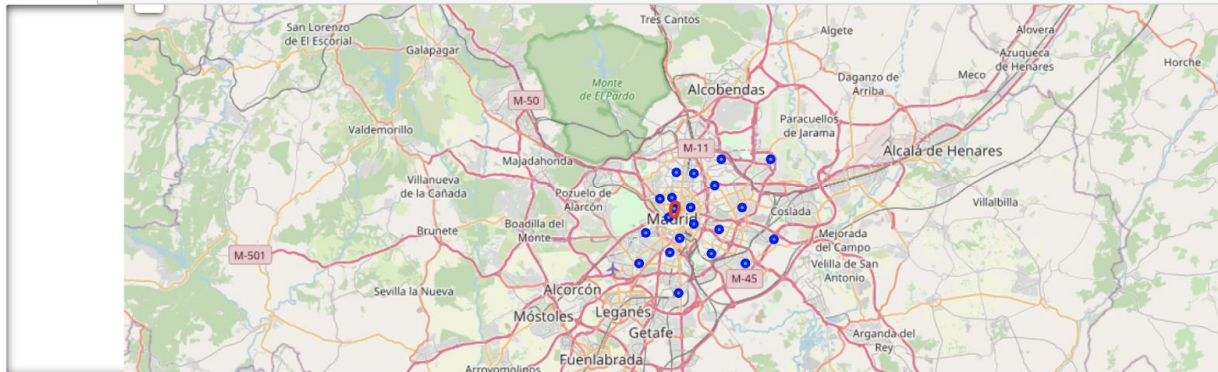 Tres Cantos
San Lorenzo
de El Escorial
Algete
Alovera
Galapagar
Azuqueca
de Henares
Horche
Monte
de El Pardo
Daganzo de
Arriba
Meco
Alcobendas
M-50
Paracuellos
de Jarama
Valdemorillo
M-11
Alcalá de Henares
Majadahonda
Villanueva
de la Cañada
Pozuelo de
Alarcón
Villalbilla
Coslada
Madrid
Boadilla del
Monte
Brunete
Mejorada
del Campo
M-501
Velilla de San
Antonio
M-45
Sevilla la Nueva
Alcorcón
Leganés
Móstoles
Getafe
Arganda del
Rey
Fuenlabrada
Arroyomolinos